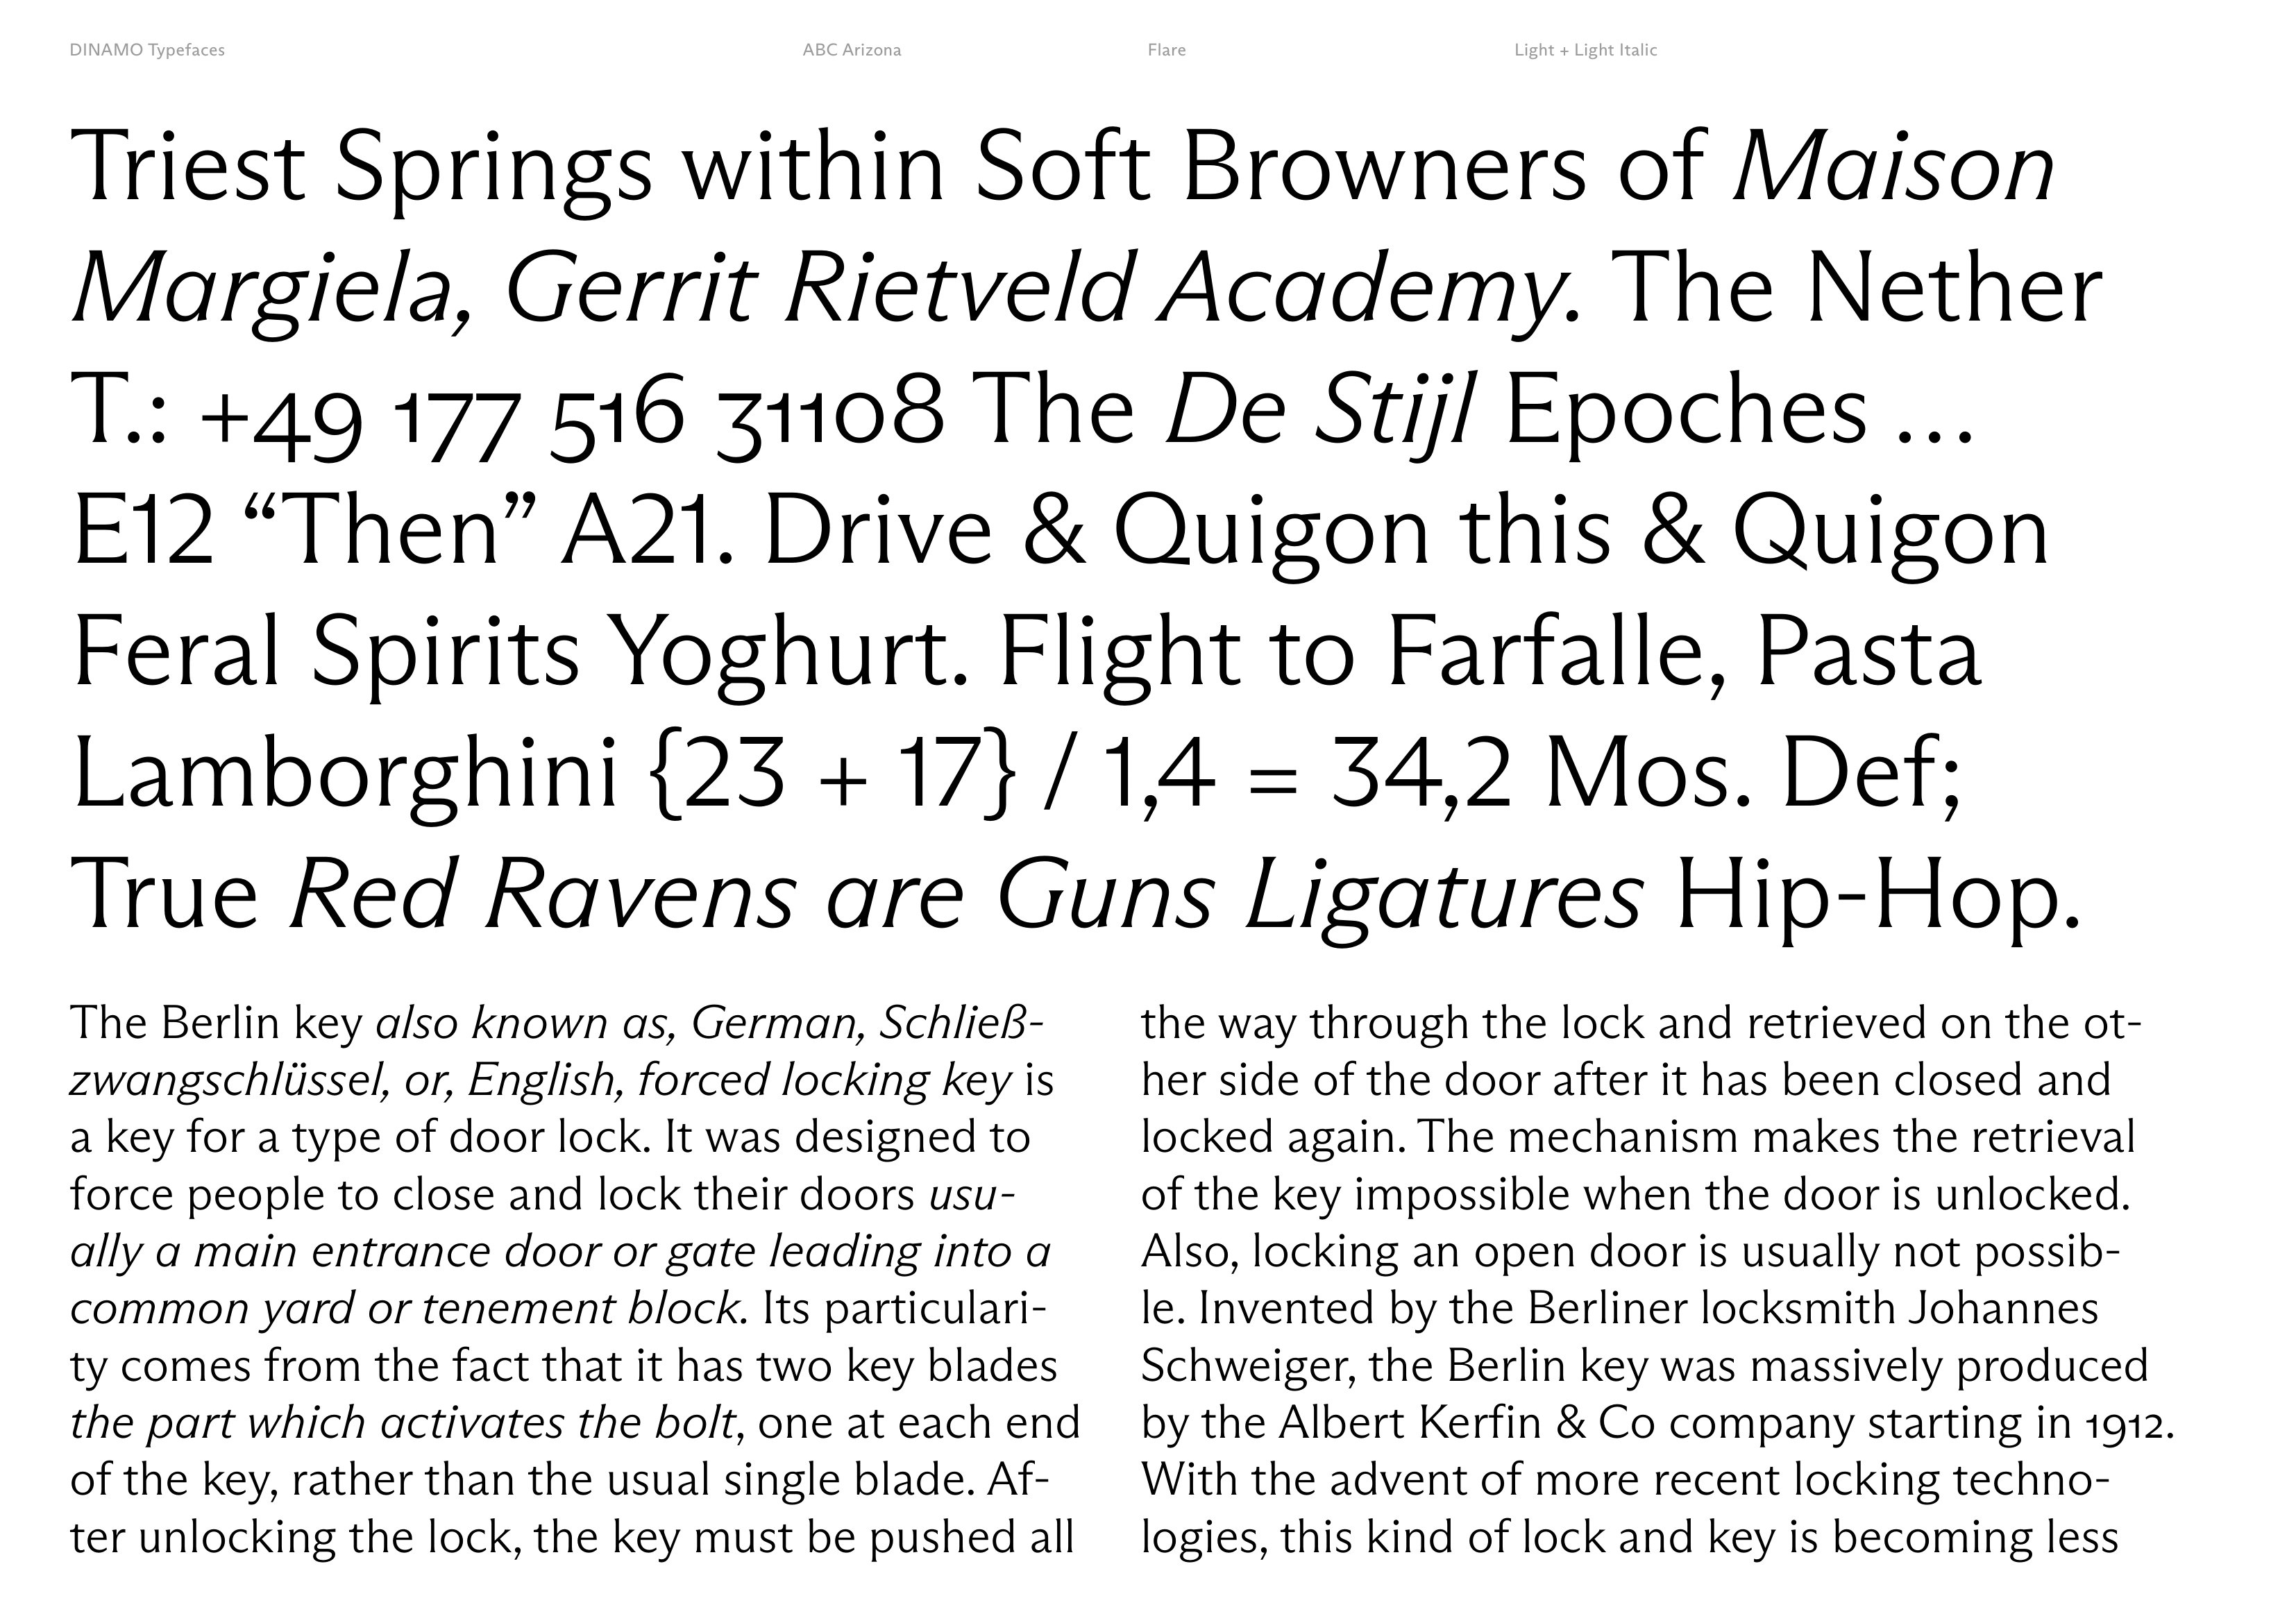 DINAMO Typefaces
ABC Arizona
Flare
Light + Light Italic
Triest Springs within Soft Browners of Maison
Margiela, Gerrit Rietveld Academy. The Nether
T.: +49 177 516 31108 The De Stijl Epoches …
E12 “Then” A21. Drive & Quigon this & Quigon
Feral Spirits Yoghurt. Flight to Farfalle, Pasta
Lamborghini {23 + 17} / 1,4 = 34,2 Mos. Def;
True Red Ravens are Guns Ligatures Hip-Hop.
The Berlin key also known as, German, Schließ-
zwangschlüssel, or, English, forced locking key is
a key for a type of door lock. It was designed to
force people to close and lock their doors usu-
ally a main entrance door or gate leading into a
common yard or tenement block. Its particulari-
ty comes from the fact that it has two key blades
the part which activates the bolt, one at each end
of the key, rather than the usual single blade. Af-
ter unlocking the lock, the key must be pushed all
the way through the lock and retrieved on the ot-
her side of the door after it has been closed and
locked again. The mechanism makes the retrieval
of the key impossible when the door is unlocked.
Also, locking an open door is usually not possib-
le. Invented by the Berliner locksmith Johannes
Schweiger, the Berlin key was massively produced
by the Albert Kerfin & Co company starting in 1912.
With the advent of more recent locking techno-
logies, this kind of lock and key is becoming less